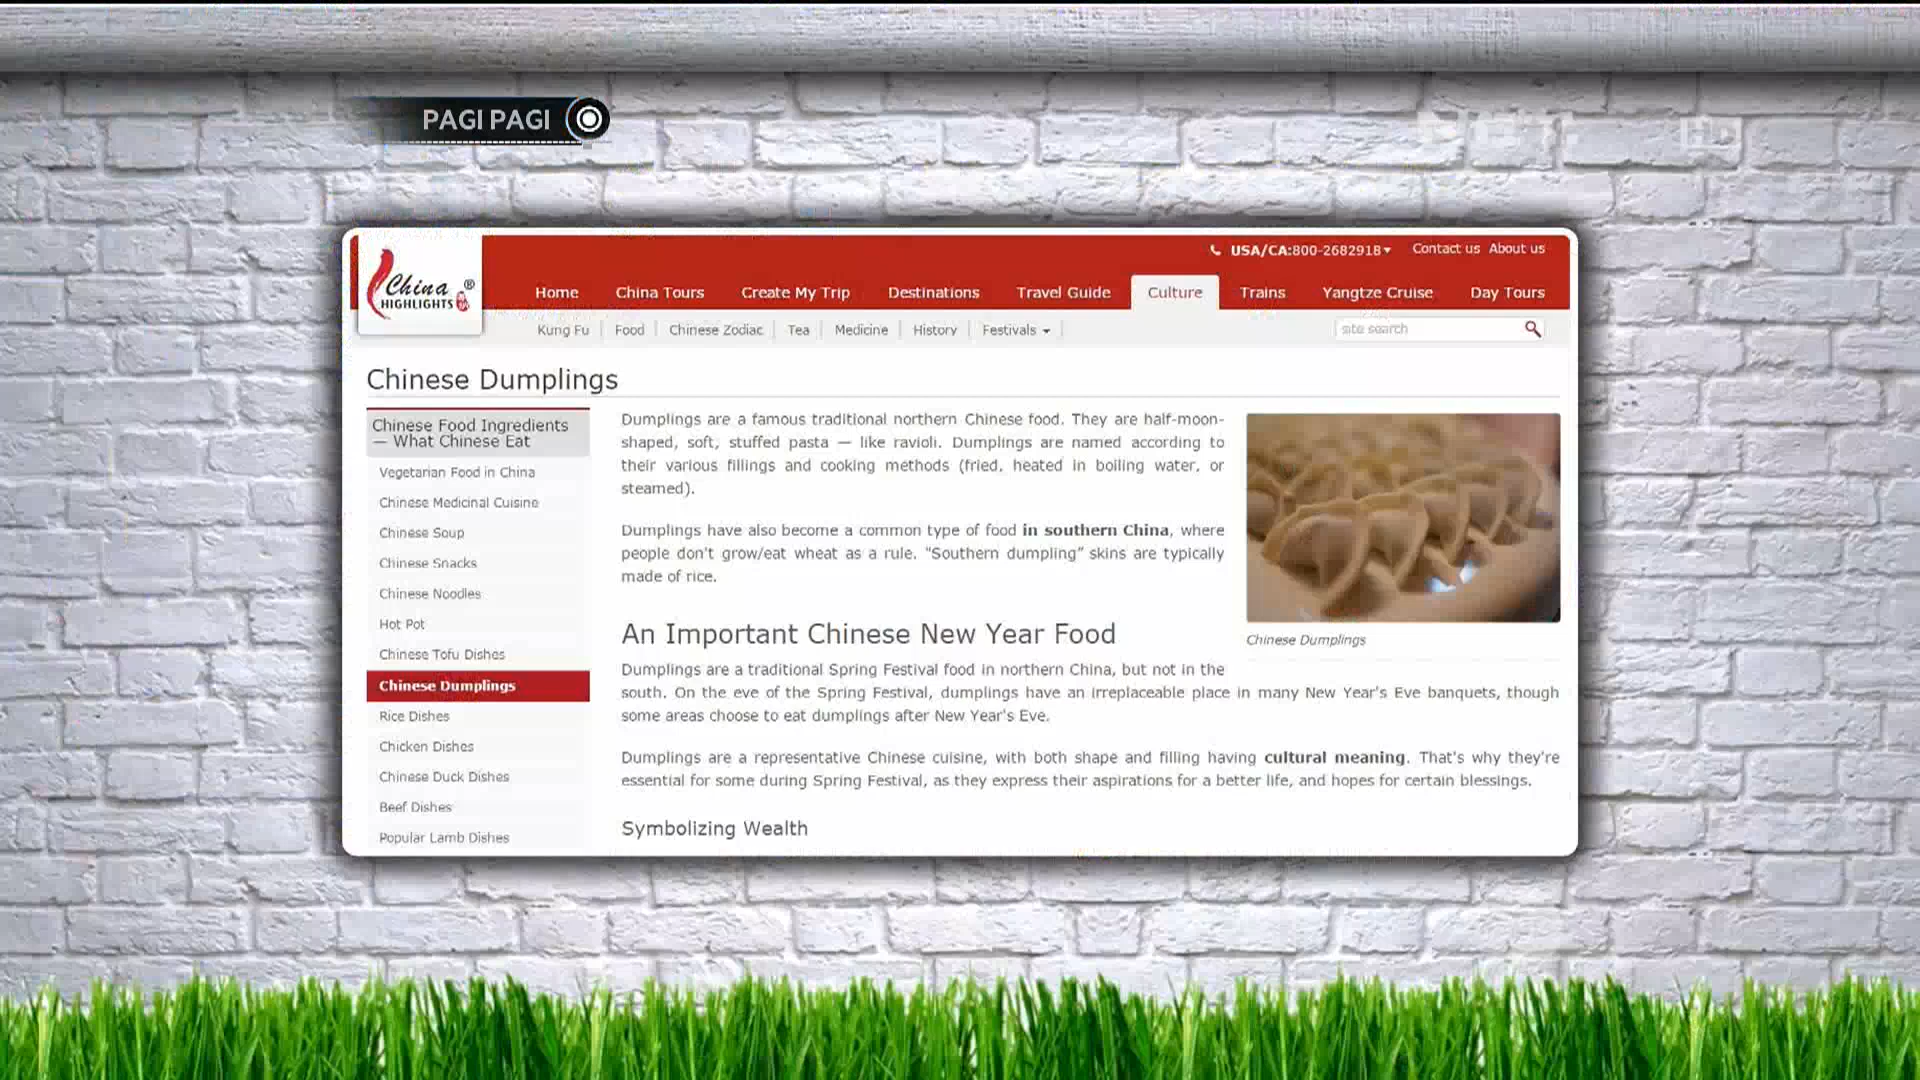 PAGI PAGI
HD
USA/CA:800-2682918 Contact us About us
China
HIGHLIGHTS
Home China Tours Create My Trip Destinations Travel Guide Culture Trains Yangtze Cruise Day Tours
Kung Fu Food Chinese Zodiac Tea Medicine History Festivals
site search
Chinese Dumplings
Chinese Food Ingredients
— What Chinese Eat
Vegetarian Food in China
Chinese Medicinal Cuisine
Chinese Soup
Chinese Snacks
Chinese Noodles
Hot Pot
Chinese Tofu Dishes
Chinese Dumplings
Rice Dishes
Chicken Dishes
Chinese Duck Dishes
Beef Dishes
Popular Lamb Dishes
Dumplings are a famous traditional northern Chinese food. They are half-moon-
shaped, soft, stuffed pasta — like ravioli. Dumplings are named according to
their various fillings and cooking methods (fried, heated in boiling water, or
steamed).
Dumplings have also become a common type of food in southern China, where
people don't grow/eat wheat as a rule. "Southern dumpling" skins are typically
made of rice.
Chinese Dumplings
An Important Chinese New Year Food
Dumplings are a traditional Spring Festival food in northern China, but not in the
south. On the eve of the Spring Festival, dumplings have an irreplaceable place in many New Year's Eve banquets, though
some areas choose to eat dumplings after New Year's Eve.
Dumplings are a representative Chinese cuisine, with both shape and filling having cultural meaning. That's why they're
essential for some during Spring Festival, as they express their aspirations for a better life, and hopes for certain blessings.
Symbolizing Wealth